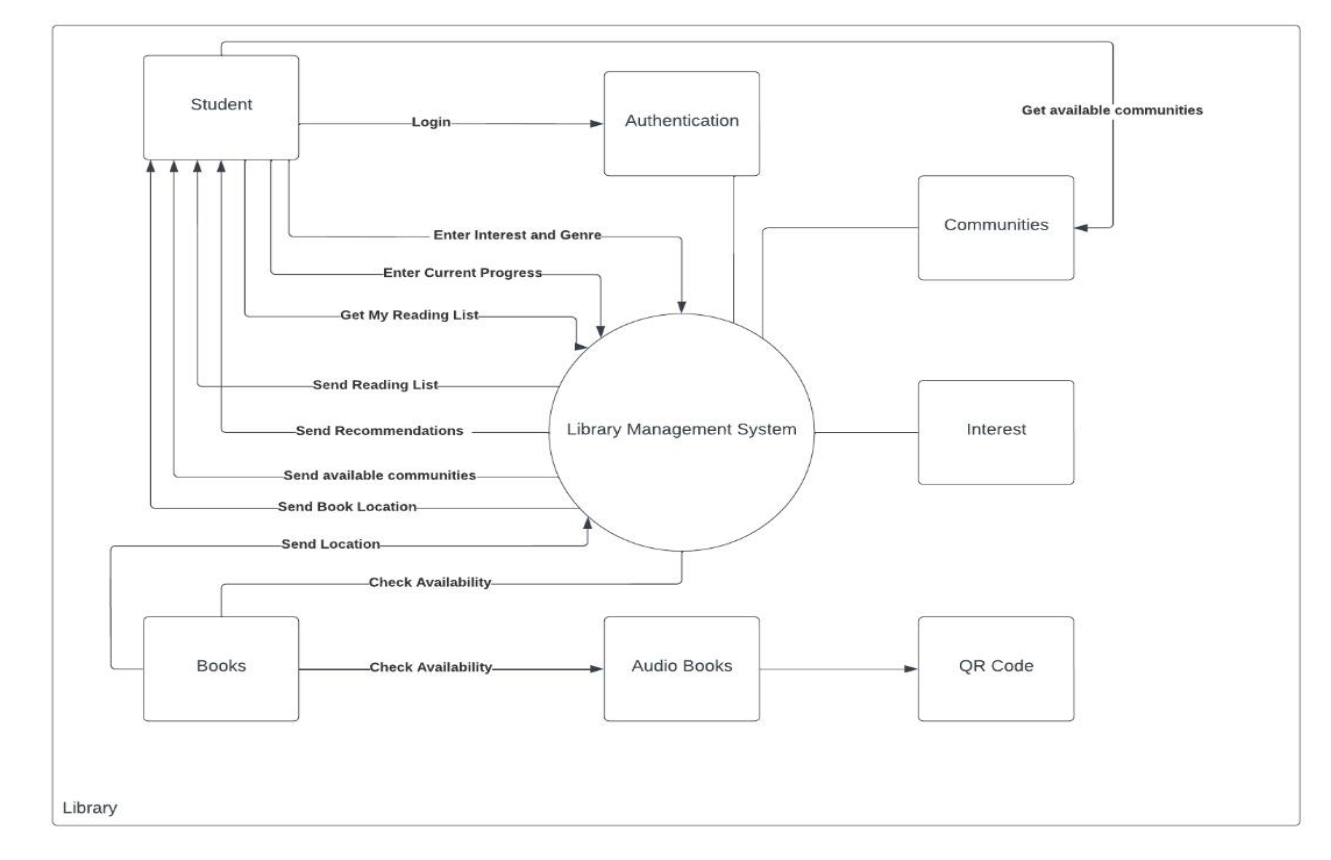 Student
Login
Authentication
Get available communities
Communities
Enter Interest and Genre
Enter Current Progress
Get My Reading List
Send Reading List
Send Recommendations
Library Management System
Interest
Send available communities
Send Book Location
Send Location
Check Availability
Books
Check Availability
Audio Books
QR Code
Library